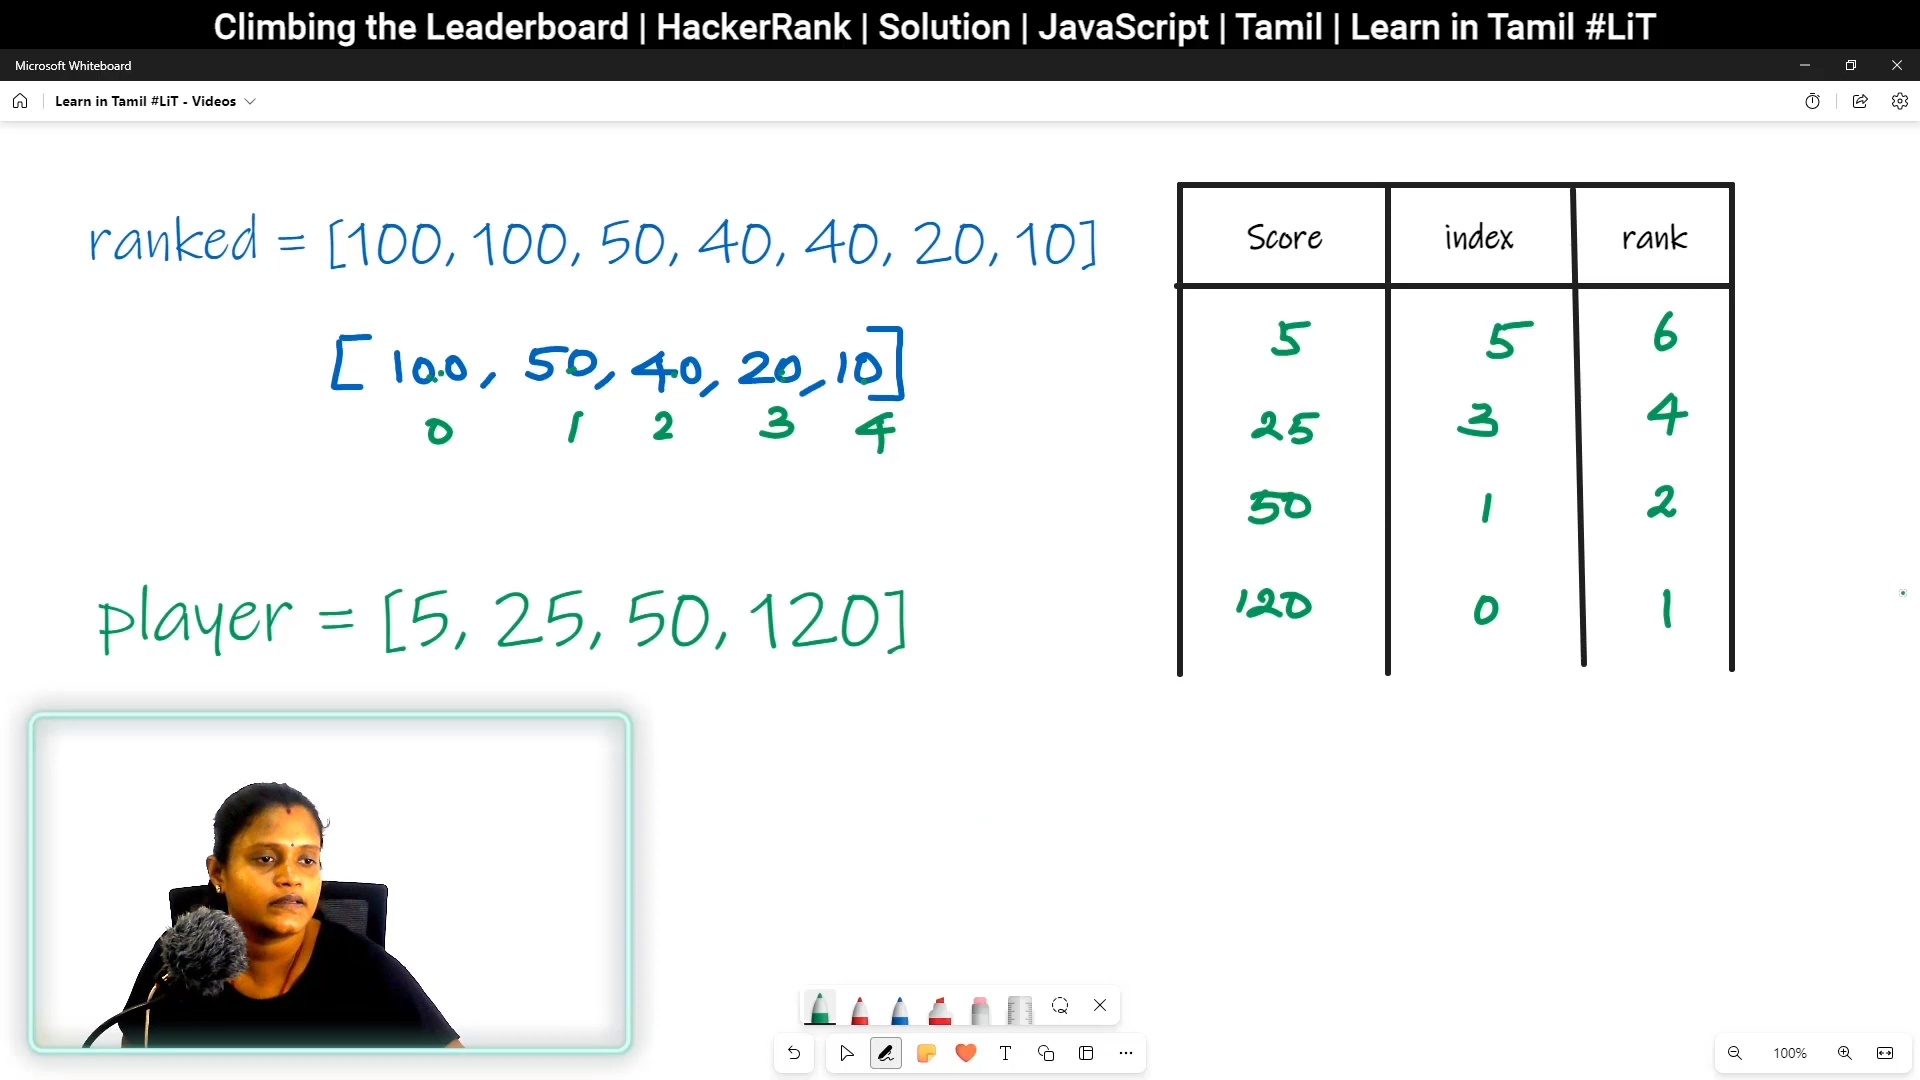 Climbing the Leaderboard | HackerRank | Solution | JavaScript | Tamil | Learn in Tamil #LiT
Microsoft Whiteboard
Learn in Tamil #LiT - Videos
ranked = [100, 100, 50, 40, 40, 20, 10]
[100, 50, 40, 20, 10]
0 1 2 3 4
player = [5, 25, 50, 120]
Score index rank
5 5 6
25 3 4
50 1 2
120 0 1
T
100%